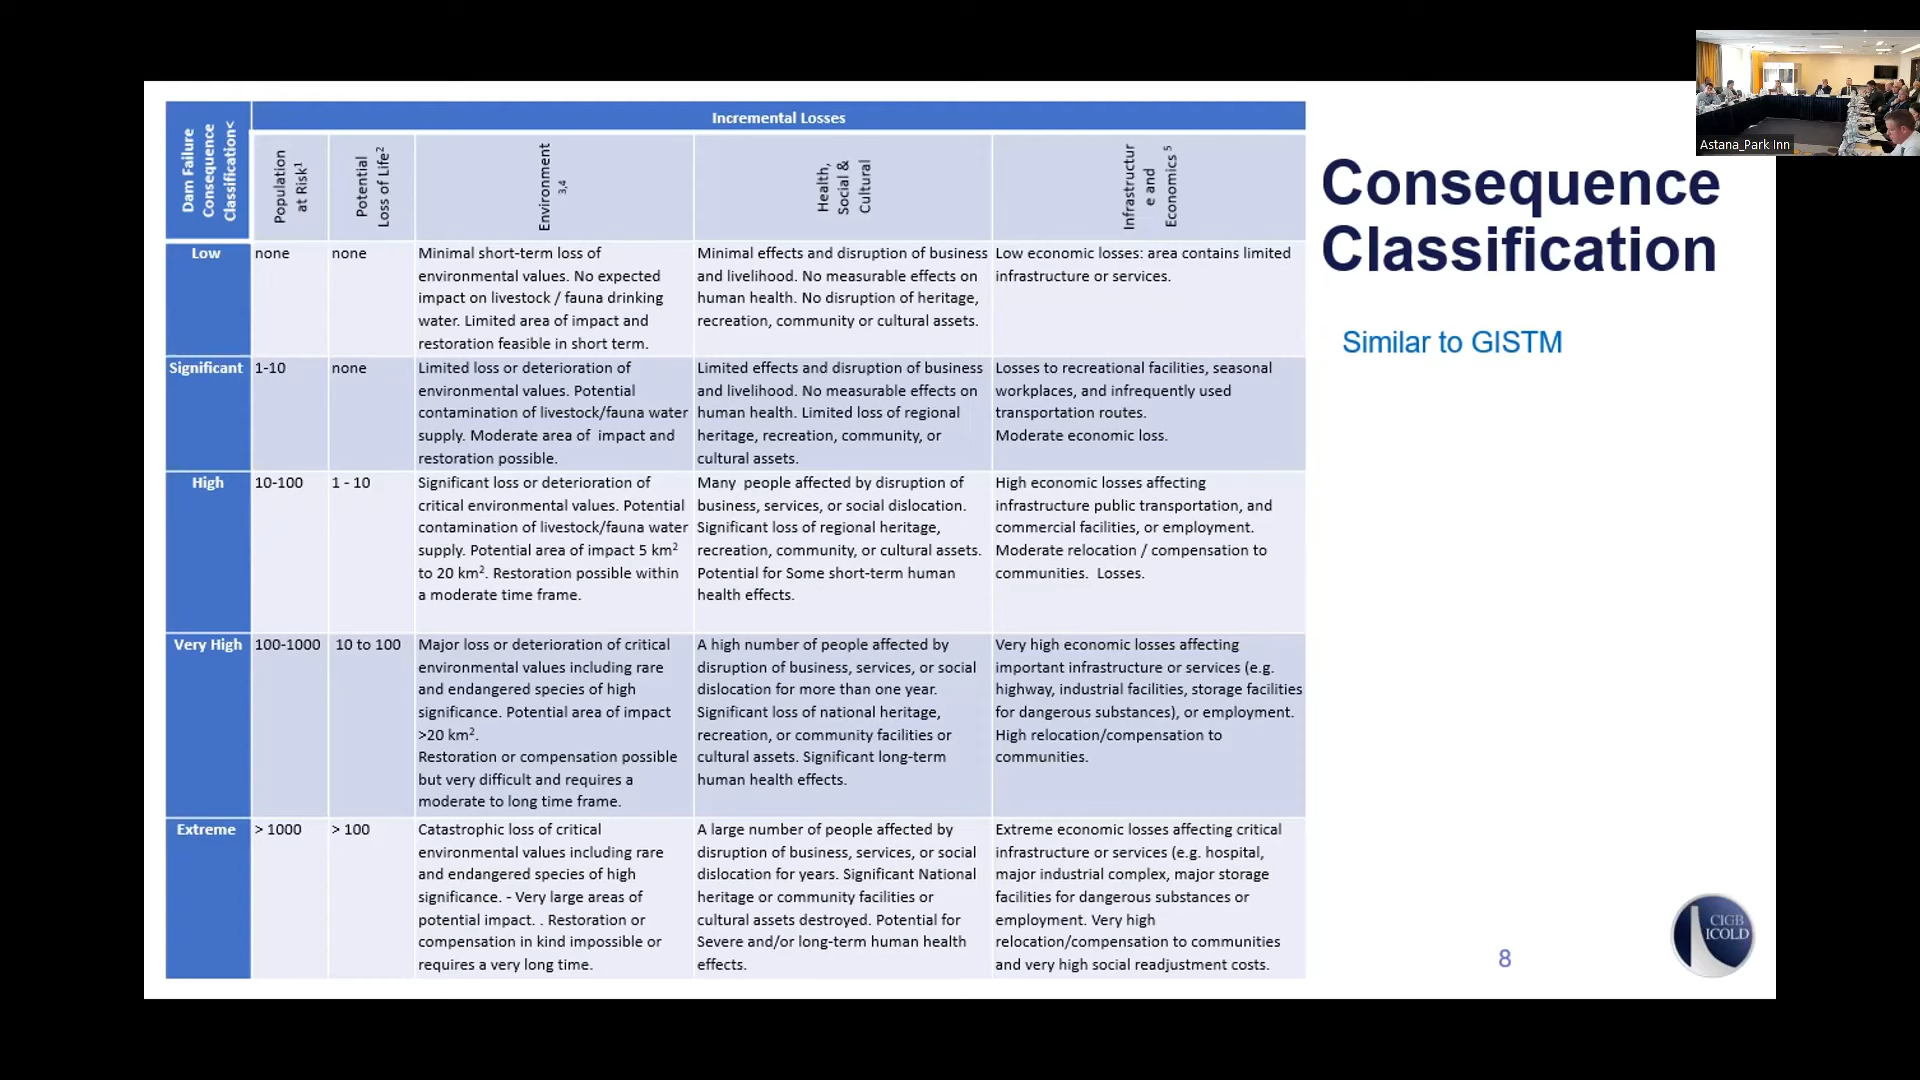 Astana_Park Inn
Incremental Losses
Dam Failure
Consequence
Classification<
Population
at Risk1
Potential
Loss of Life2
Environment
3,4
Health,
Social &
Cultural
Infrastructur
e and
Economics 5
Low
none
none
Minimal short-term loss of
environmental values. No expected
impact on livestock / fauna drinking
water. Limited area of impact and
restoration feasible in short term.
Minimal effects and disruption of business
and livelihood. No measurable effects on
human health. No disruption of heritage,
recreation, community or cultural assets.
Low economic losses: area contains limited
infrastructure or services.
Significant
1-10
none
Limited loss or deterioration of
environmental values. Potential
contamination of livestock/fauna water
supply. Moderate area of impact and
restoration possible.
Limited effects and disruption of business
and livelihood. No measurable effects on
human health. Limited loss of regional
heritage, recreation, community, or
cultural assets.
Losses to recreational facilities, seasonal
workplaces, and infrequently used
transportation routes.
Moderate economic loss.
High
10-100
1 - 10
Significant loss or deterioration of
critical environmental values. Potential
contamination of livestock/fauna water
supply. Potential area of impact 5 km2
to 20 km2. Restoration possible within
a moderate time frame.
Many people affected by disruption of
business, services, or social dislocation.
Significant loss of regional heritage,
recreation, community, or cultural assets.
Potential for Some short-term human
health effects.
High economic losses affecting
infrastructure public transportation, and
commercial facilities, or employment.
Moderate relocation / compensation to
communities. Losses.
Very High
100-1000
10 to 100
Major loss or deterioration of critical
environmental values including rare
and endangered species of high
significance. Potential area of impact
>20 km2.
Restoration or compensation possible
but very difficult and requires a
moderate to long time frame.
A high number of people affected by
disruption of business, services, or social
dislocation for more than one year.
Significant loss of national heritage,
recreation, or community facilities or
cultural assets. Significant long-term
human health effects.
Very high economic losses affecting
important infrastructure or services (e.g.
highway, industrial facilities, storage facilities
for dangerous substances), or employment.
High relocation/compensation to
communities.
Extreme
> 1000
> 100
Catastrophic loss of critical
environmental values including rare
and endangered species of high
significance. - Very large areas of
potential impact. . Restoration or
compensation in kind impossible or
requires a very long time.
A large number of people affected by
disruption of business, services, or social
dislocation for years. Significant National
heritage or community facilities or
cultural assets destroyed. Potential for
Severe and/or long-term human health
effects.
Extreme economic losses affecting critical
infrastructure or services (e.g. hospital,
major industrial complex, major storage
facilities for dangerous substances or
employment. Very high
relocation/compensation to communities
and very high social readjustment costs.
Consequence
Classification
Similar to GISTM
8
CIGB
ICOLD